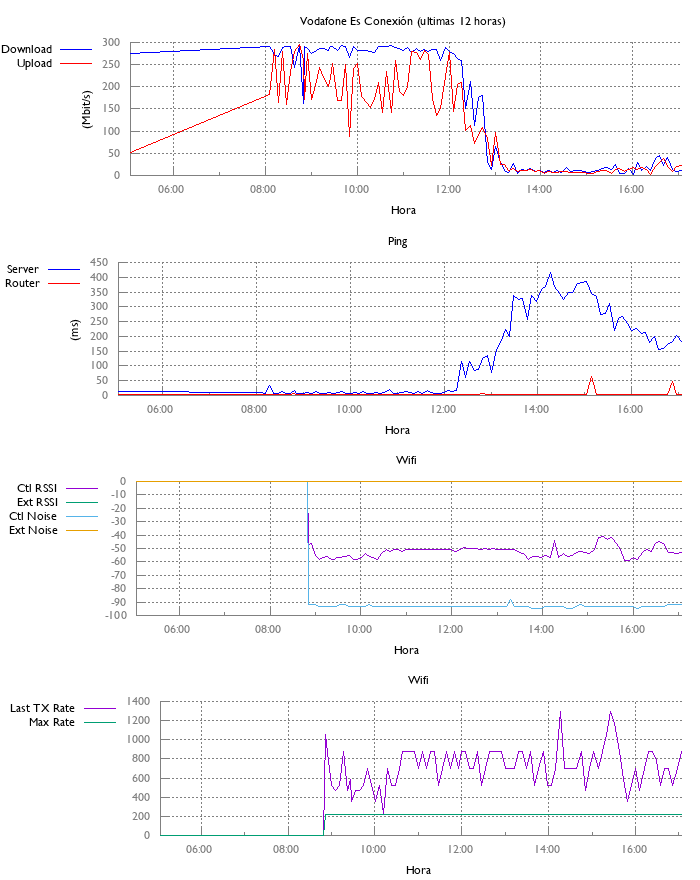 Vodafone Es Conexión (ultimas 12 horas)
Download
Upload
300
250
200
150
100
50
0
(Mbit/s)
06:00 08:00 10:00 12:00 14:00 16:00
Hora
Ping
Server
Router
450
400
350
300
250
200
150
100
50
0
(ms)
06:00 08:00 10:00 12:00 14:00 16:00
Hora
Wifi
Ctl RSSI
Ext RSSI
Ctl Noise
Ext Noise
0
-10
-20
-30
-40
-50
-60
-70
-80
-90
-100
06:00 08:00 10:00 12:00 14:00 16:00
Hora
Wifi
Last TX Rate
Max Rate
1400
1200
1000
800
600
400
200
0
06:00 08:00 10:00 12:00 14:00 16:00
Hora